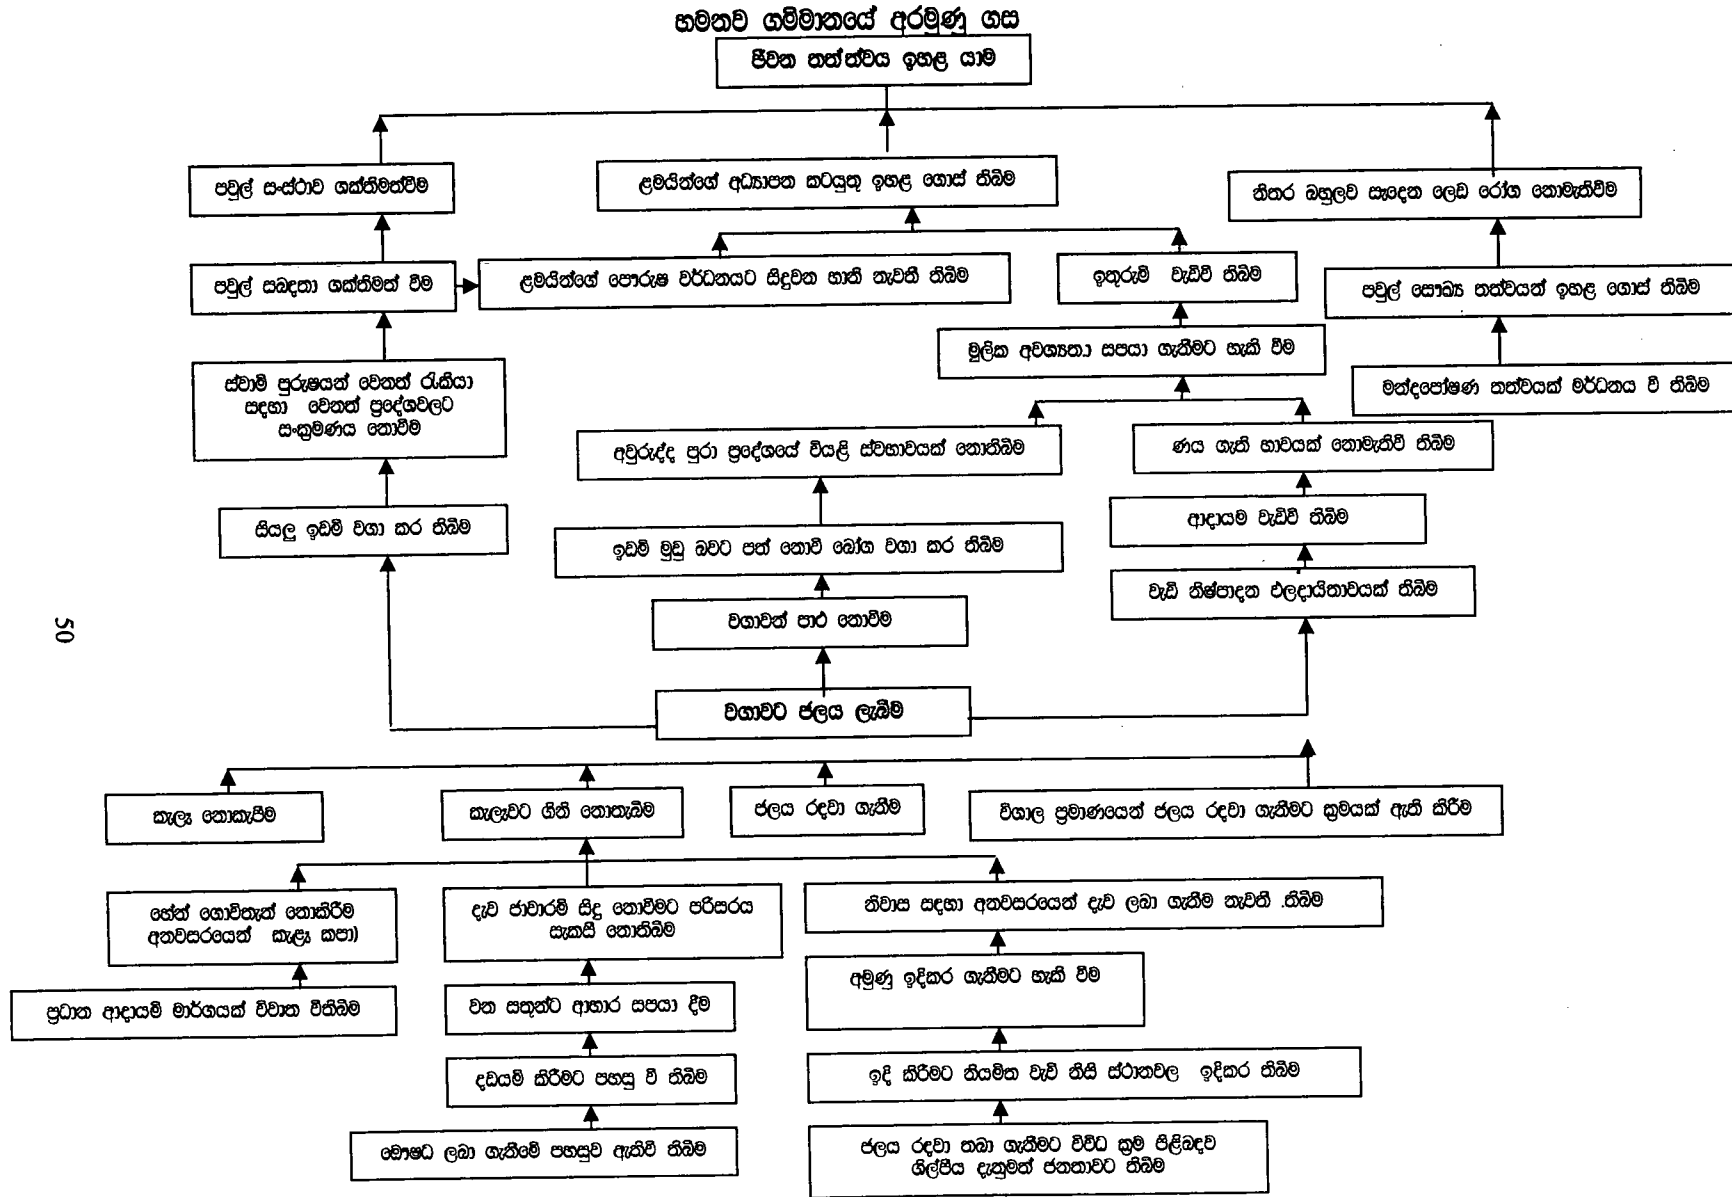 හමනව ගම්මානයේ අරමුණු ගස
ජීවන තත්ත්වය ඉහළ යාම
පවුල් සංස්ථාව ශක්තිමත්වීම
ළමයින්ගේ අධ්‍යාපන කටයුතු ඉහළ ගොස් තිබීම
නිතර බහුලව සෑදෙන ලෙඩ රෝග නොමැතිවීම
පවුල් සබඳතා ශක්තිමත් වීම
ළමයින්ගේ පෞරුෂ වර්ධනයට සිදුවන හානි නැවතී තිබීම
ඉතුරුම් වැඩිවී තිබීම
පවුල් සෞඛ්‍ය තත්වයන් ඉහළ ගොස් තිබීම
මූලික අවශ්‍යතා සපයා ගැනීමට හැකි වීම
ස්වාමි පුරුෂයන් වෙනත් රැකියා
සඳහා වෙනත් ප්‍රදේශවලට
සංක්‍රමණය නොවීම
මන්දපෝෂණ තත්වයක් මර්ධනය වී තිබීම
අවුරුද්ද පුරා ප්‍රදේශයේ වියළි ස්වභාවයක් නොතිබීම
ණය ගැති භාවයක් නොමැතිවී තිබීම
සියලු ඉඩම් වගා කර තිබීම
ආදායම වැඩිවී තිබීම
ඉඩම් මුඩු බවට පත් නොවී බෝග වගා කර තිබීම
වැඩි නිෂ්පාදන ඵලදායිතාවයක් තිබීම
වගාවන් පාළු නොවීම
50
වගාවට ජලය ලැබීම
කැලෑ නොකැපීම
කැලෑවට ගිනි නොතැබීම
ජලය රඳවා ගැනීම
විශාල ප්‍රමාණයෙන් ජලය රඳවා ගැනීමට ක්‍රමයක් ඇති කිරීම
හේන් ගොවිතැන් නොකිරීම
අනවසරයෙන් කැළෑ කපා)
දැව ජාවාරම් සිදු නොවීමට පරිසරය
සැකසී නොතිබීම
නිවාස සඳහා අනවසරයෙන් දැව ලබා ගැනීම නැවතී .තිබීම
ප්‍රධාන ආදායම් මාර්ගයක් විවෘත වීතිබීම
වන සතුන්ට ආහාර සපයා දීම
අමුණු ඉදිකර ගැනීමට හැකි වීම
දඩයම් කිරීමට පහසු වී තිබීම
ඉදි කිරීමට නියමිත වැව් නිසි ස්ථානවල ඉදිකර තිබීම
ඖෂධ ලබා ගැනීමේ පහසුව ඇතිවී තිබීම
ජලය රඳවා තබා ගැනීමට විවිධ ක්‍රම පිළිබඳව
ශිල්පීය දැනුමත් ජනතාවට තිබීම